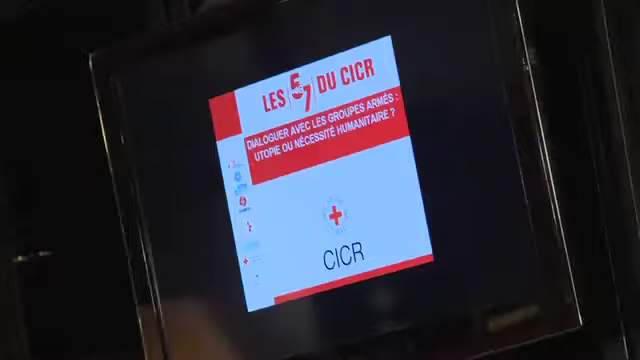 LES 5 7 DU CICR
DIALOGUER AVEC LES GROUPES ARMÉS :
UTOPIE OU NÉCESSITÉ HUMANITAIRE ?
CICR